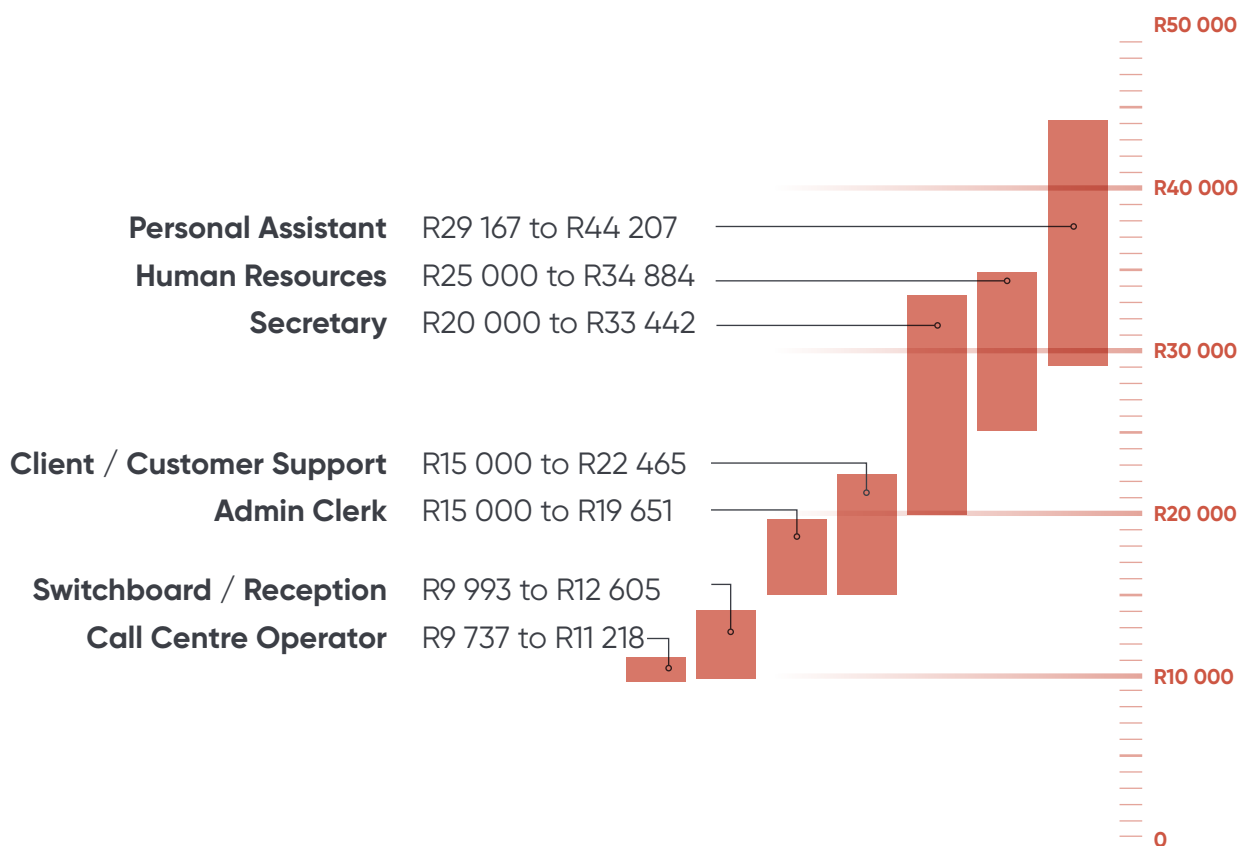 R50 000
R40 000
Personal Assistant R29 167 to R44 207
Human Resources R25 000 to R34 884
Secretary R20 000 to R33 442
R30 000
Client / Customer Support R15 000 to R22 465
Admin Clerk R15 000 to R19 651
R20 000
Switchboard / Reception R9 993 to R12 605
Call Centre Operator R9 737 to R11 218
R10 000
0